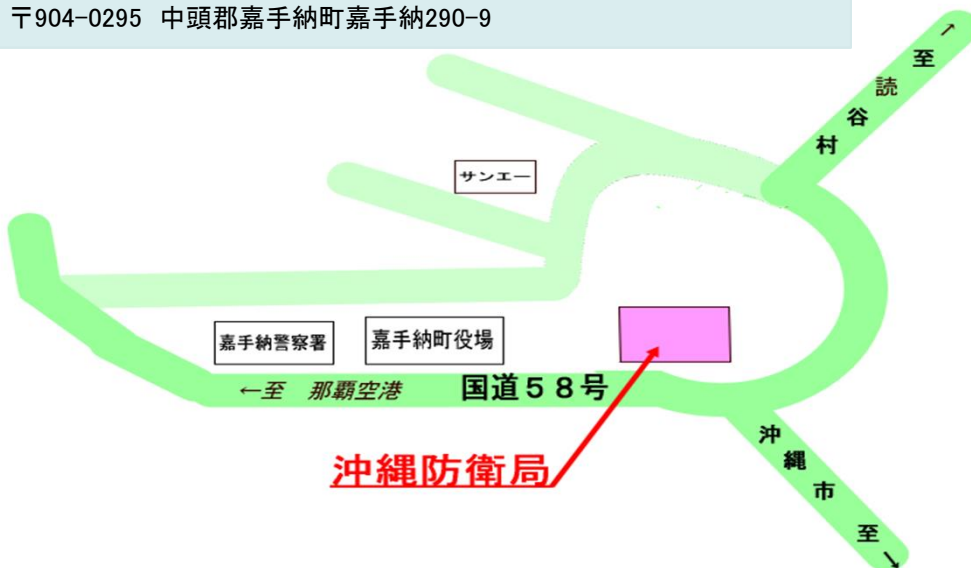 〒904-0295 中頭郡嘉手納町嘉手納290-9
至読谷村
サンエー
嘉手納警察署
嘉手納町役場
←至 那覇空港
国道58号
沖縄防衛局
沖縄市至